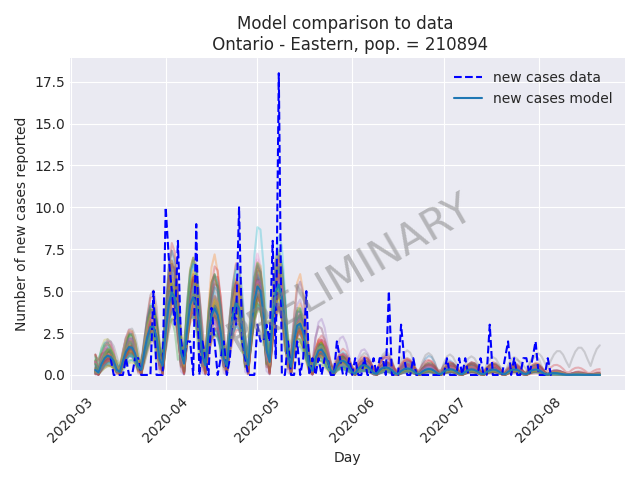 Model comparison to data
Ontario - Eastern, pop. = 210894
new cases data
new cases model
PRELIMINARY
Number of new cases reported
17.5
15.0
12.5
10.0
7.5
5.0
2.5
0.0
2020-03
2020-04
2020-05
2020-06
2020-07
2020-08
Day